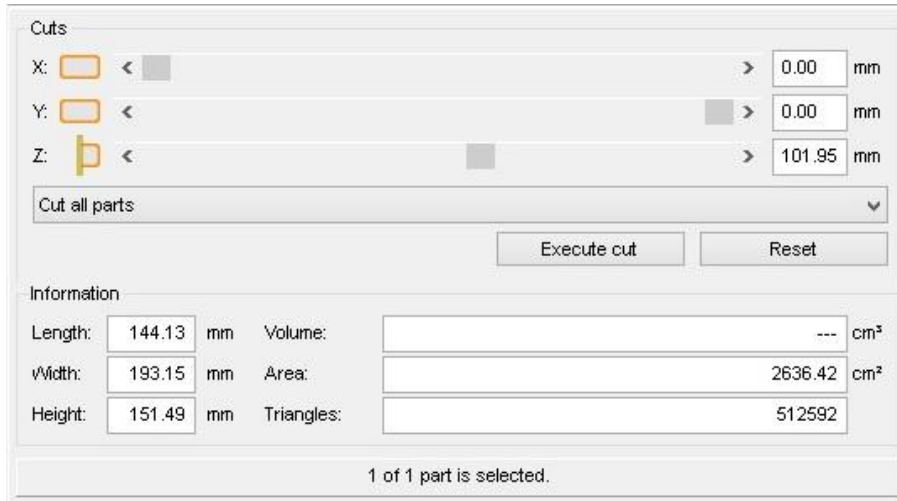 Cuts
X: < > 0.00 mm
Y: < > 0.00 mm
Z: < > 101.95 mm
Cut all parts
Execute cut Reset
Information
Length: 144.13 mm Volume: --- cm³
Width: 193.15 mm Area: 2636.42 cm²
Height: 151.49 mm Triangles: 512592
1 of 1 part is selected.